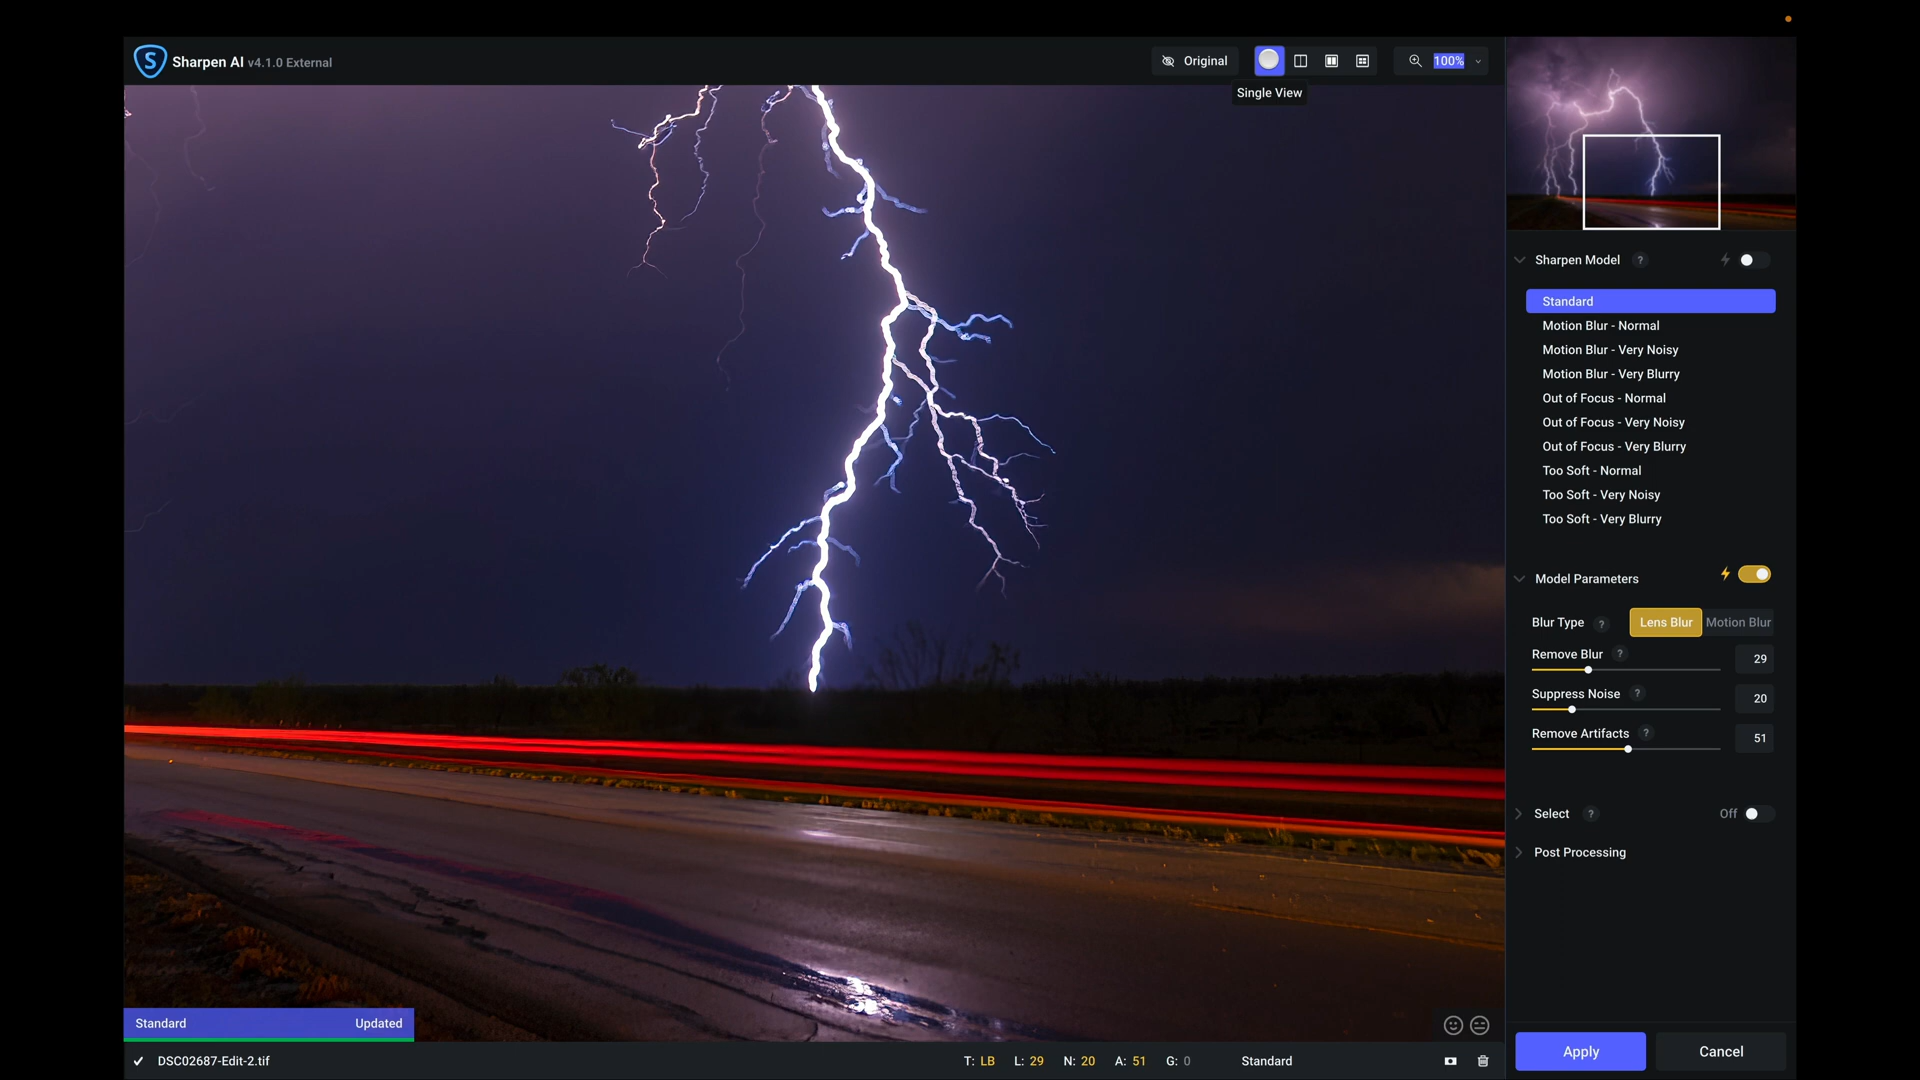 Sharpen AI v4.1.0 External
Original
100%
Single View
Sharpen Model ?
Standard
Motion Blur - Normal
Motion Blur - Very Noisy
Motion Blur - Very Blurry
Out of Focus - Normal
Out of Focus - Very Noisy
Out of Focus - Very Blurry
Too Soft - Normal
Too Soft - Very Noisy
Too Soft - Very Blurry
Model Parameters
Blur Type ? Lens Blur Motion Blur
Remove Blur ? 29
Suppress Noise ? 20
Remove Artifacts ? 51
Select ? Off
Post Processing
Standard Updated
DSC02687-Edit-2.tif T: LB L: 29 N: 20 A: 51 G: 0 Standard
Apply Cancel